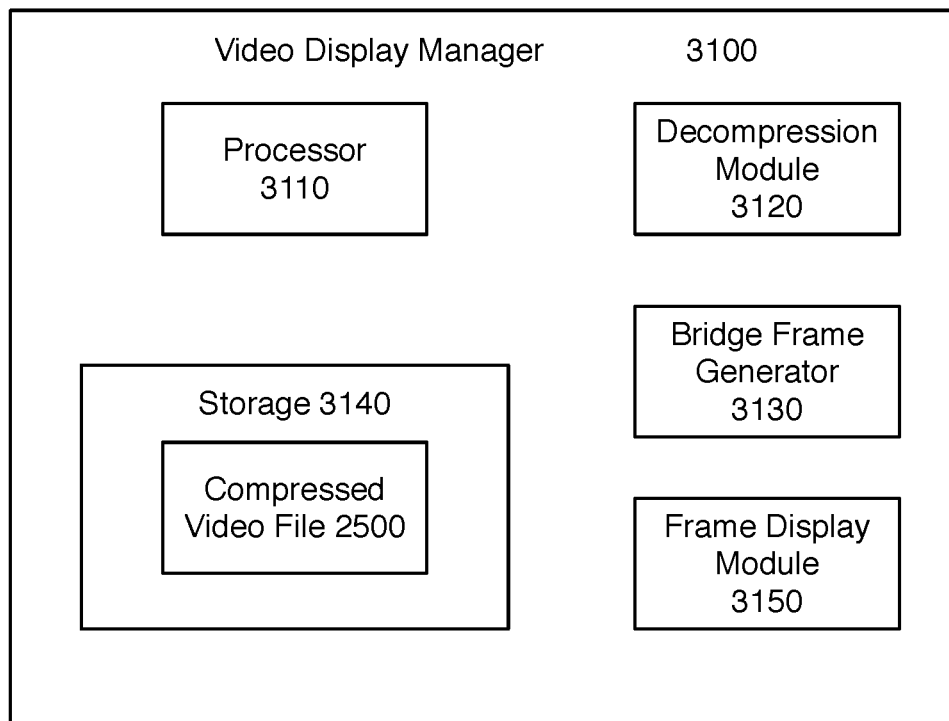 Video Display Manager 3100
Processor
3110
Decompression
Module
3120
Bridge Frame
Generator
3130
Storage 3140
Compressed
Video File 2500
Frame Display
Module
3150